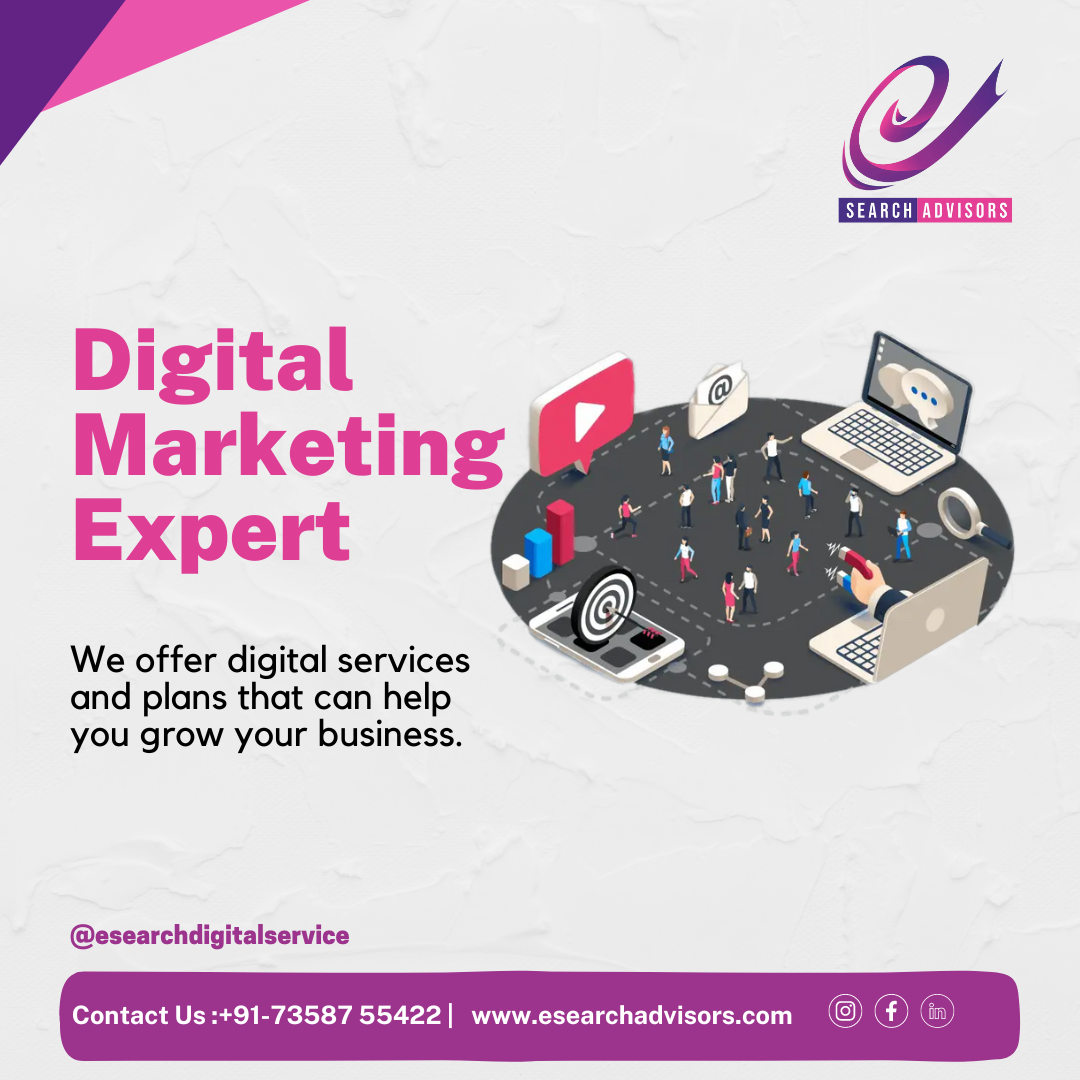 SEARCH ADVISORS
Digital
Marketing
Expert
@
We offer digital services
and plans that can help
you grow your business.
@esearchdigitalservice
Contact Us :+91-73587 55422 | www.esearchadvisors.com
in